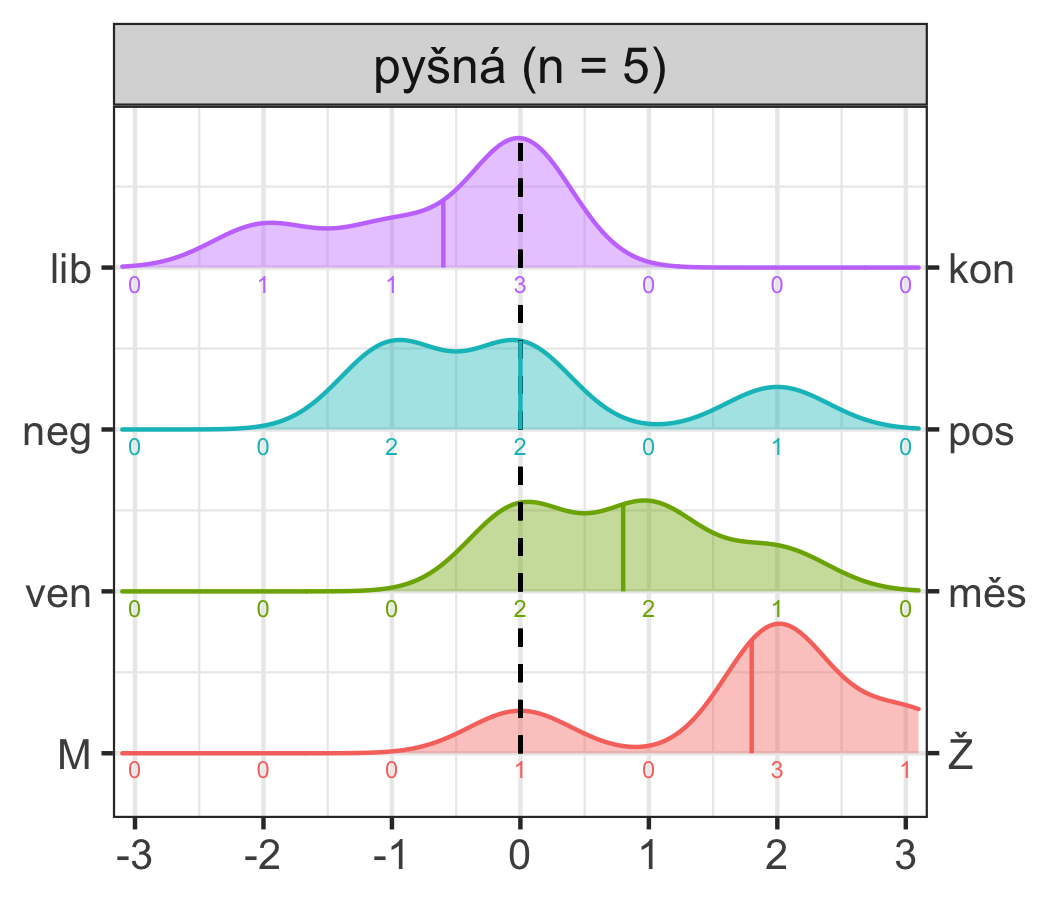 pyšná (n = 5)
lib kon
0 1 1 3 0 0 0
neg pos
0 0 2 2 0 1 0
ven měs
0 0 0 2 2 1 0
M Ž
0 0 0 1 0 3 1
-3 -2 -1 0 1 2 3